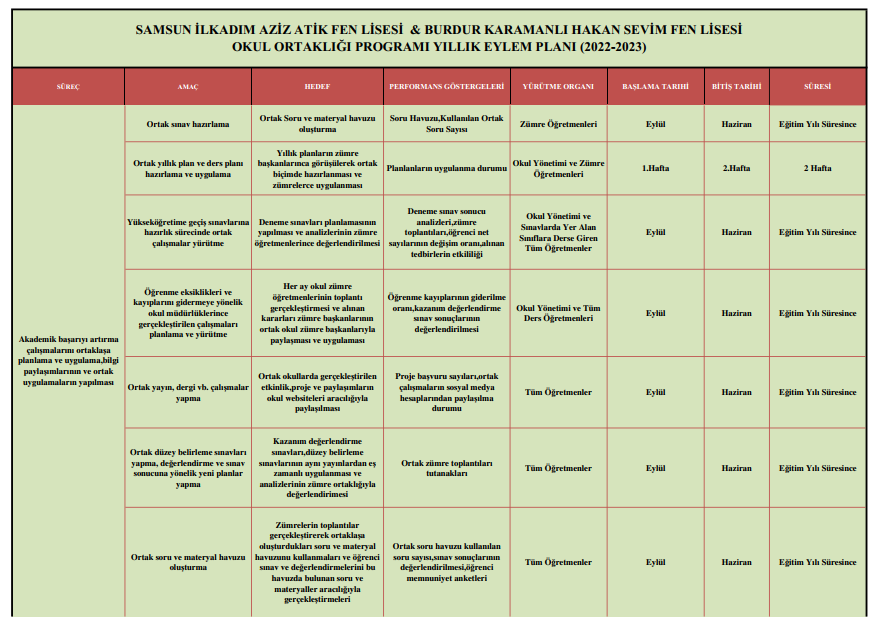 SAMSUN İLKADIM AZİZ ATİK FEN LİSESİ & BURDUR KARAMANLI HAKAN SEVİM FEN LİSESİ
OKUL ORTAKLIĞI PROGRAMI YILLIK EYLEM PLANI (2022-2023)
SÜREÇ AMAÇ HEDEF PERFORMANS GÖSTERGELERİ YÜRÜTME ORGANI BAŞLAMA TARIHİ BİTİŞ TARIHİ SÜRESİ
Akademik başarıyı artırma
çalışmalarını ortaklaşa
planlama ve uygulama,bilgi
paylaşımlarının ve ortak
uygulamaların yapılması
Ortak sınav hazırlama
Ortak Soru ve materyal havuzu
oluşturma
Soru Havuzu,Kullanılan Ortak
Soru Sayısı
Zümre Öğretmenleri
Eylül
Haziran
Eğitim Yılı Süresince
Ortak yıllık plan ve ders planı
hazırlama ve uygulama
Yıllık planların zümre
başkanlarınca görüşülerek ortak
biçimde hazırlanması ve
zümrelerce uygulanması
Planlanların uygulanma durumu
Okul Yönetimi ve Zümre
Öğretmenleri
1.Hafta
2.Hafta
2 Hafta
Yükseköğretime geçiş sınavlarına
hazırlık sürecinde ortak
çalışmalar yürütme
Deneme sınavları planlamasının
yapılması ve analizlerinin zümre
öğretmenlerince değerlendirilmesi
Deneme sınav sonucu
analizleri,zümre
toplantıları,öğrenci net
sayılarının değişim oranı,alınan
tedbirlerin etkililiği
Okul Yönetimi ve
Sınavlarda Yer Alan
Sınıflara Derse Giren
Tüm Öğretmenler
Eylül
Haziran
Eğitim Yılı Süresince
Öğrenme eksiklikleri ve
kayıplarını gidermeye yönelik
okul müdürlüklerince
gerçekleştirilen çalışmaları
planlama ve yürütme
Her ay okul zümre
öğretmenlerinin toplantı
gerçekleştirmesi ve alınan
kararları zümre başkanlarının
ortak okul zümre başkanlarıyla
paylaşması ve uygulaması
Öğrenme kayıplarının giderilme
oranı,kazanım değerlendirme
sınav sonuçlarının
değerlendirilmesi
Okul Yönetimi ve Tüm
Ders Öğretmenleri
Eylül
Haziran
Eğitim Yılı Süresince
Ortak yayın, dergi vb. çalışmalar
yapma
Ortak okullarda gerçekleştirilen
etkinlik,proje ve paylaşımların
okul websiteleri aracılığıyla
paylaşılması
Proje başvuru sayıları,ortak
çalışmaların sosyal medya
hesaplarından paylaşılma
durumu
Tüm Öğretmenler
Eylül
Haziran
Eğitim Yılı Süresince
Ortak düzey belirleme sınavları
yapma, değerlendirme ve sınav
sonucuna yönelik yeni planlar
yapma
Kazanım değerlendirme
sınavları,düzey belirleme
sınavlarının aynı yayınlardan eş
zamanlı uygulanması ve
analizlerinin zümre ortaklığıyla
değerlendirimesi
Ortak zümre toplantıları
tutanakları
Tüm Öğretmenler
Eylül
Haziran
Eğitim Yılı Süresince
Ortak soru ve materyal havuzu
oluşturma
Zümrelerin toplantılar
gerçekleştirerek ortaklaşa
oluşturdukları soru ve materyal
havuzunu kullanmaları ve öğrenci
sınav ve değerlendirmelerini bu
havuzda bulunan soru ve
materyaller aracılığıyla
gerçekleştirmeleri
Ortak soru havuzu kullanılan
soru sayısı,sınav sonuçlarının
değerlendirilmesi,öğrenci
memnuniyet anketleri
Tüm Öğretmenler
Eylül
Haziran
Eğitim Yılı Süresince